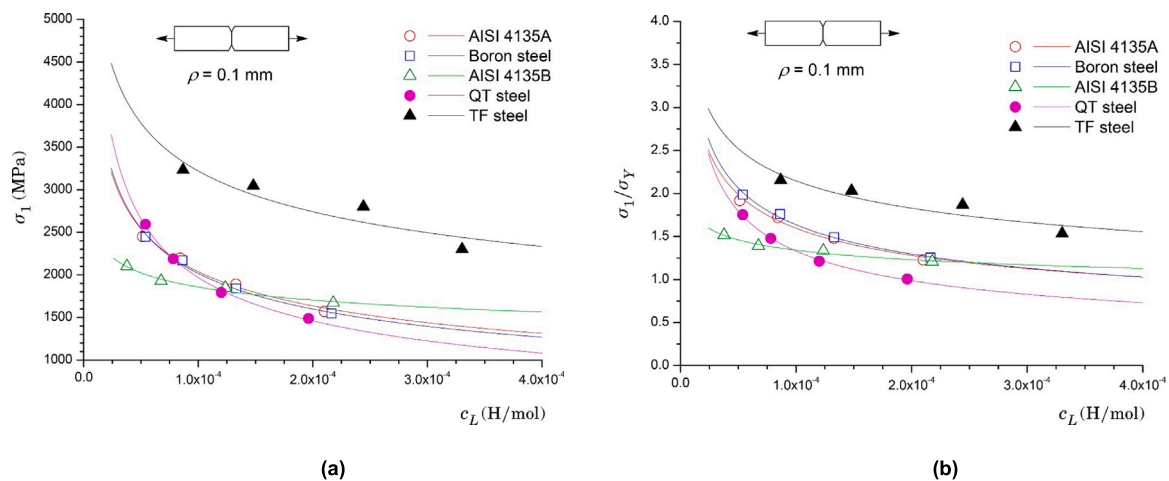 5000
4500
4000
3500
3000
2500
2000
1500
1000
σ₁ (MPa)
ρ = 0.1 mm
AISI 4135A
Boron steel
AISI 4135B
QT steel
TF steel
0.0
1.0x10⁻⁴
2.0x10⁻⁴
3.0x10⁻⁴
4.0x10⁻⁴
c_L (H/mol)
(a)
4.0
3.5
3.0
2.5
2.0
1.5
1.0
0.5
0.0
σ₁/σ_Y
ρ = 0.1 mm
AISI 4135A
Boron steel
AISI 4135B
QT steel
TF steel
0.0
1.0x10⁻⁴
2.0x10⁻⁴
3.0x10⁻⁴
4.0x10⁻⁴
c_L (H/mol)
(b)